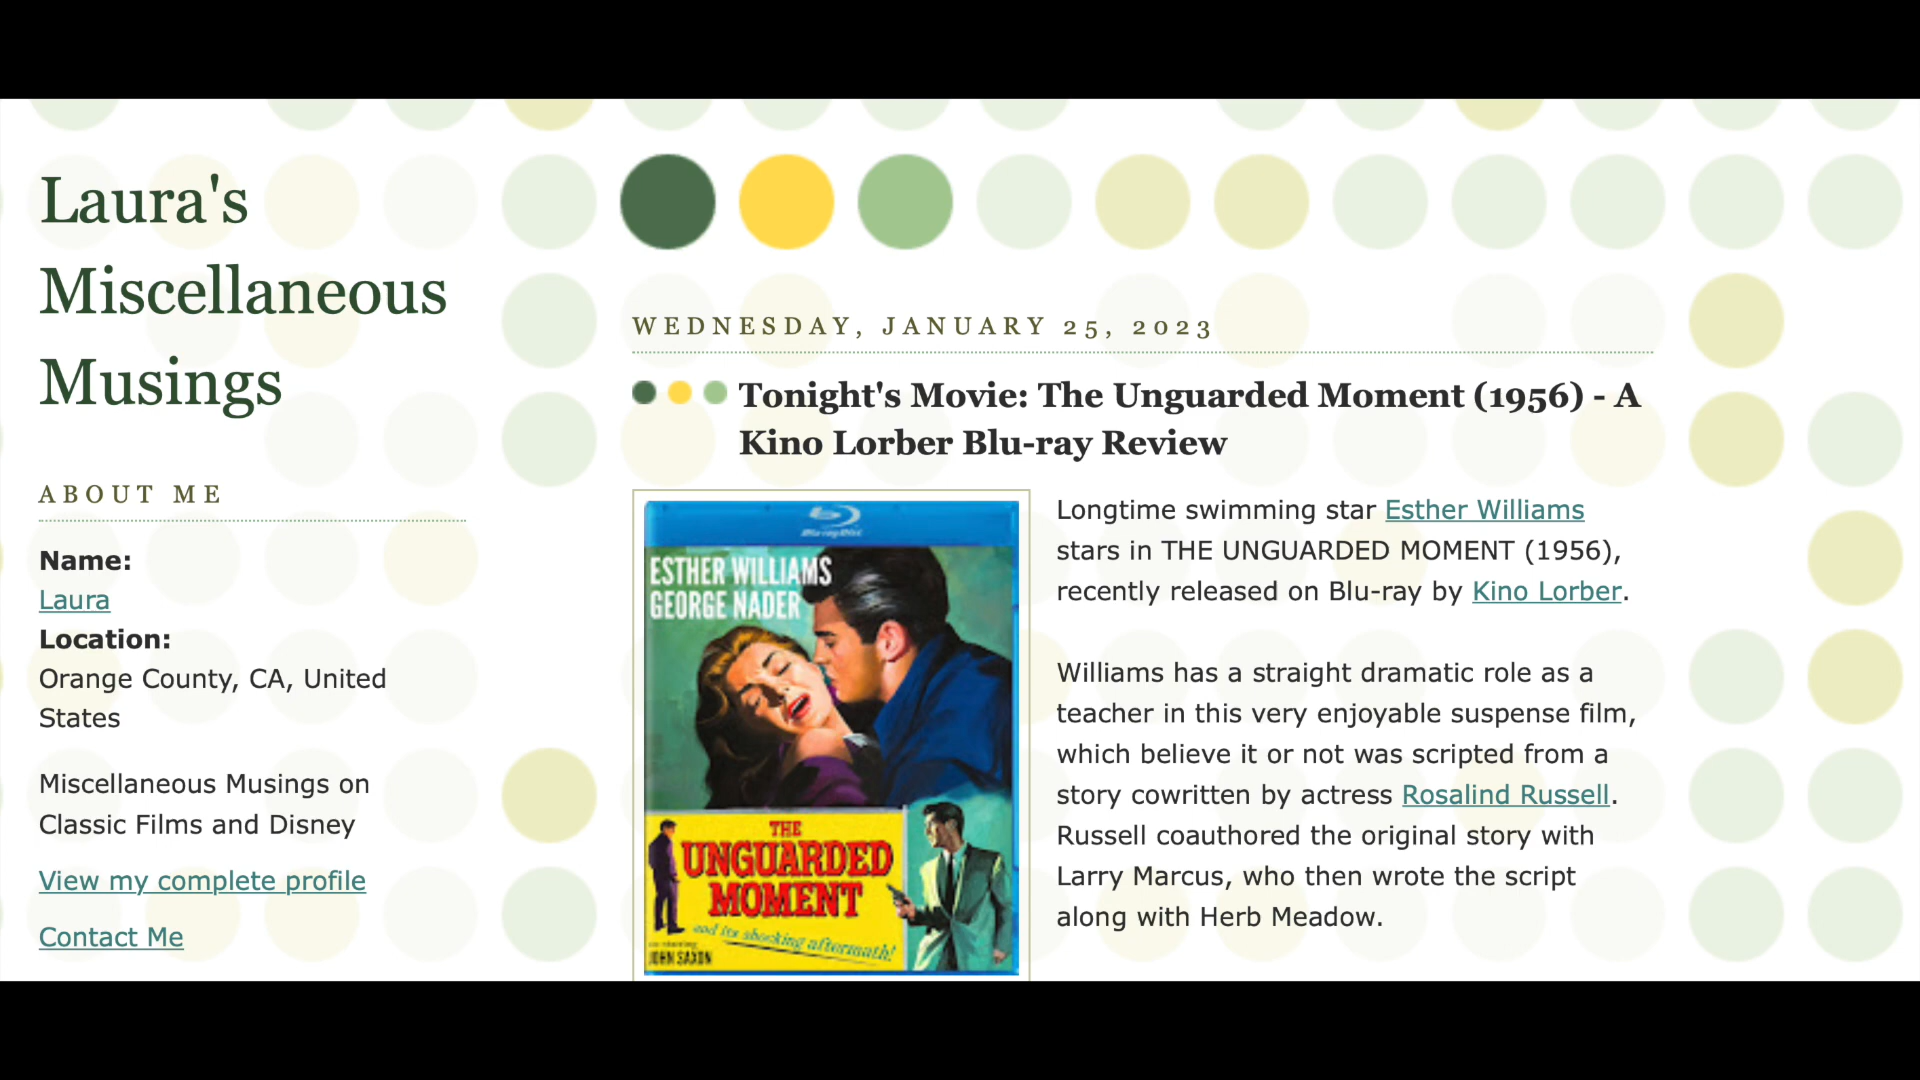 Laura's
Miscellaneous
Musings
ABOUT ME
Name:
Laura
Location:
Orange County, CA, United
States
Miscellaneous Musings on
Classic Films and Disney
View my complete profile
Contact Me
WEDNESDAY, JANUARY 25, 2023
Tonight's Movie: The Unguarded Moment (1956) - A
Kino Lorber Blu-ray Review
Blu-ray Disc
ESTHER WILLIAMS
GEORGE NADER
THE
UNGUARDED
MOMENT
and its shocking aftermath!
JOHN SAXON
Longtime swimming star Esther Williams
stars in THE UNGUARDED MOMENT (1956),
recently released on Blu-ray by Kino Lorber.
Williams has a straight dramatic role as a
teacher in this very enjoyable suspense film,
which believe it or not was scripted from a
story cowritten by actress Rosalind Russell.
Russell coauthored the original story with
Larry Marcus, who then wrote the script
along with Herb Meadow.